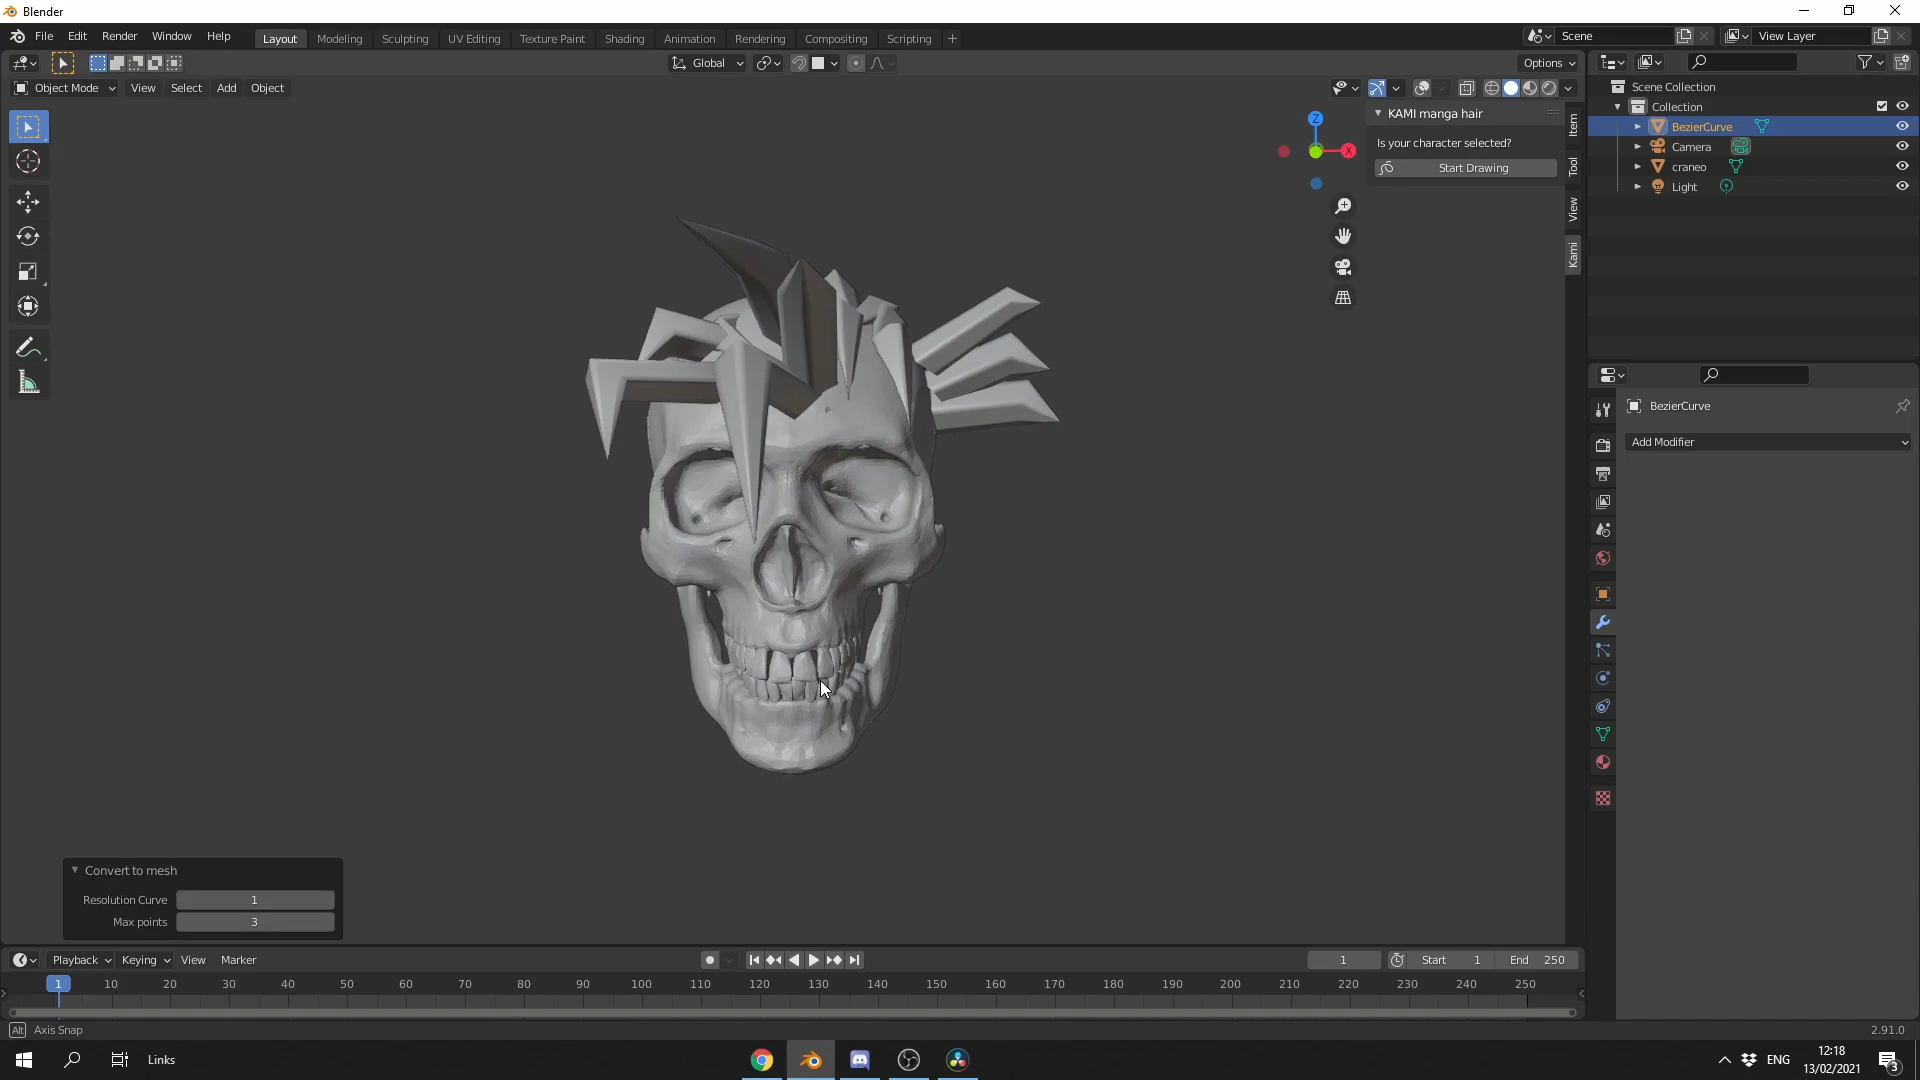 Blender
File Edit Render Window Help
Layout Modeling Sculpting UV Editing Texture Paint Shading Animation Rendering Compositing Scripting +
Scene
View Layer
Global
Options
Object Mode View Select Add Object
Scene Collection
Collection
BezierCurve
Camera
craneo
Light
KAMI manga hair
Is your character selected?
Start Drawing
Item
Tool
View
Kami
Z
X
BezierCurve
Add Modifier
Convert to mesh
Resolution Curve 1
Max points 3
Playback Keying View Marker
1
Start 1
End 250
1 10 20 30 40 50 60 70 80 90 100 110 120 130 140 150 160 170 180 190 200 210 220 230 240 250
Alt Axis Snap
2.91.0
Links
ENG
12:18
13/02/2021
3